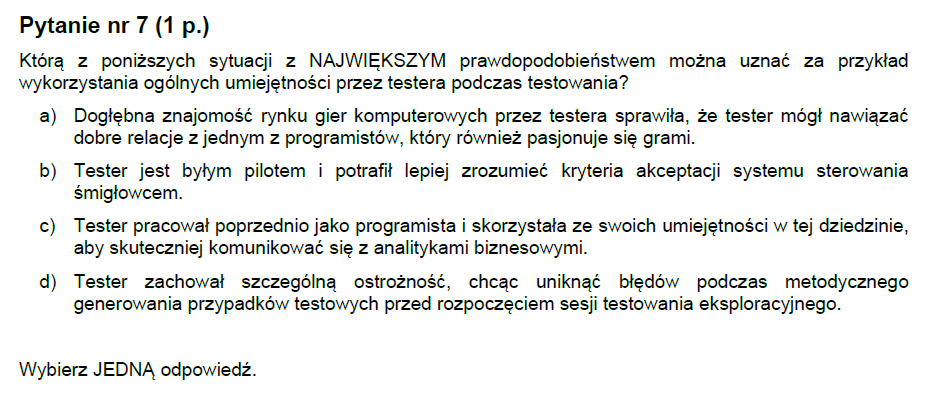 Pytanie nr 7 (1 p.)
Którą z poniższych sytuacji z NAJWIĘKSZYM prawdopodobieństwem można uznać za przykład
wykorzystania ogólnych umiejętności przez testera podczas testowania?
a) Dogłębna znajomość rynku gier komputerowych przez testera sprawiła, że tester mógł nawiązać
dobre relacje z jednym z programistów, który również pasjonuje się grami.
b) Tester jest byłym pilotem i potrafił lepiej zrozumieć kryteria akceptacji systemu sterowania
śmigłowcem.
c) Tester pracował poprzednio jako programista i skorzystała ze swoich umiejętności w tej dziedzinie,
aby skuteczniej komunikować się z analitykami biznesowymi.
d) Tester zachował szczególną ostrożność, chcąc uniknąć błędów podczas metodycznego
generowania przypadków testowych przed rozpoczęciem sesji testowania eksploracyjnego.
Wybierz JEDNĄ odpowiedź.